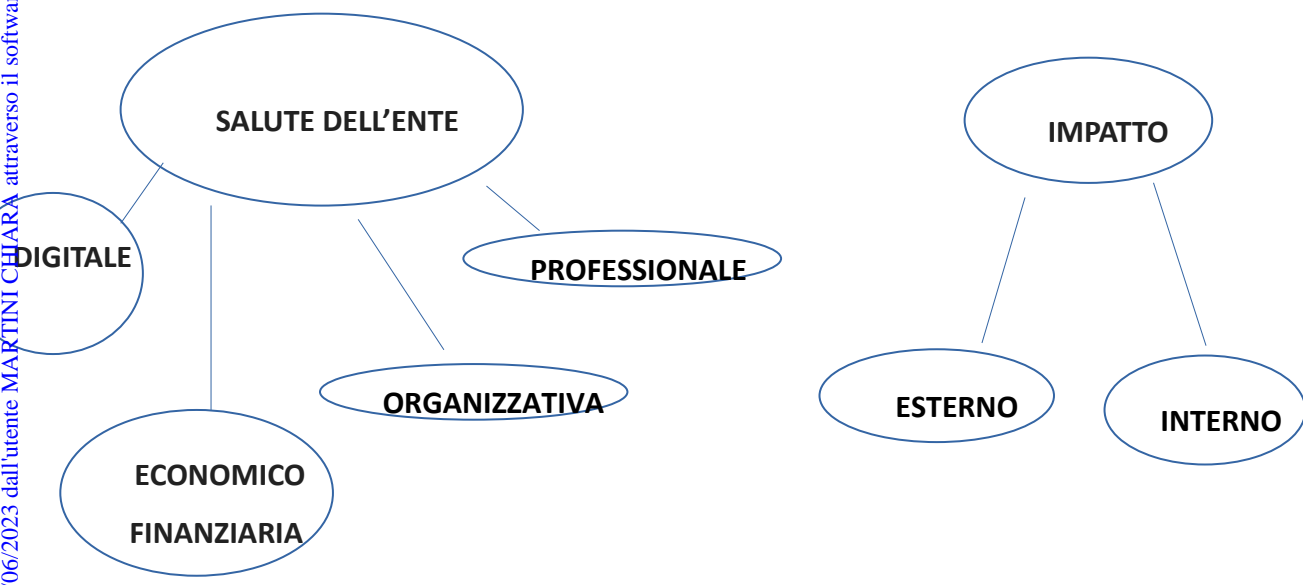 SALUTE DELL’ENTE
IMPATTO
DIGITALE
PROFESSIONALE
ORGANIZZATIVA
ESTERNO
INTERNO
ECONOMICO
FINANZIARIA
06/2023 dall'utente MARTINI CHIARA attraverso il softwar